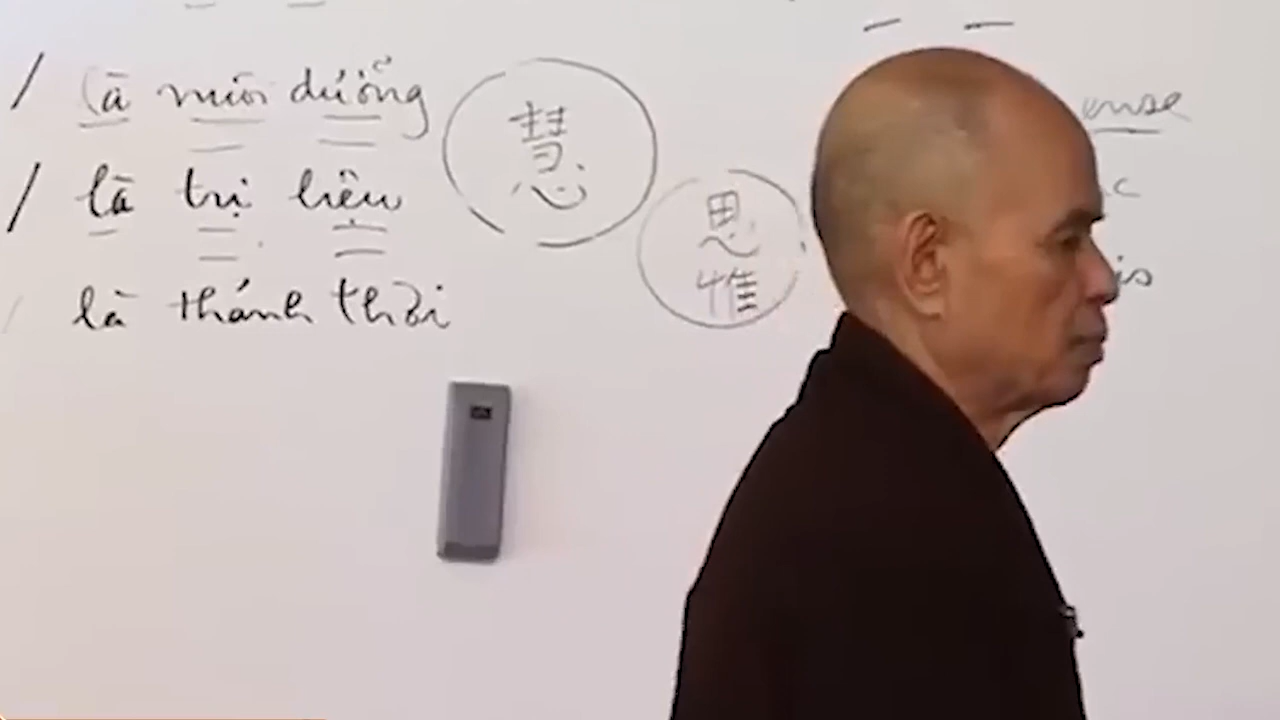 là nuôi dưỡng
慧
là trị liệu
思
惟
là thảnh thơi